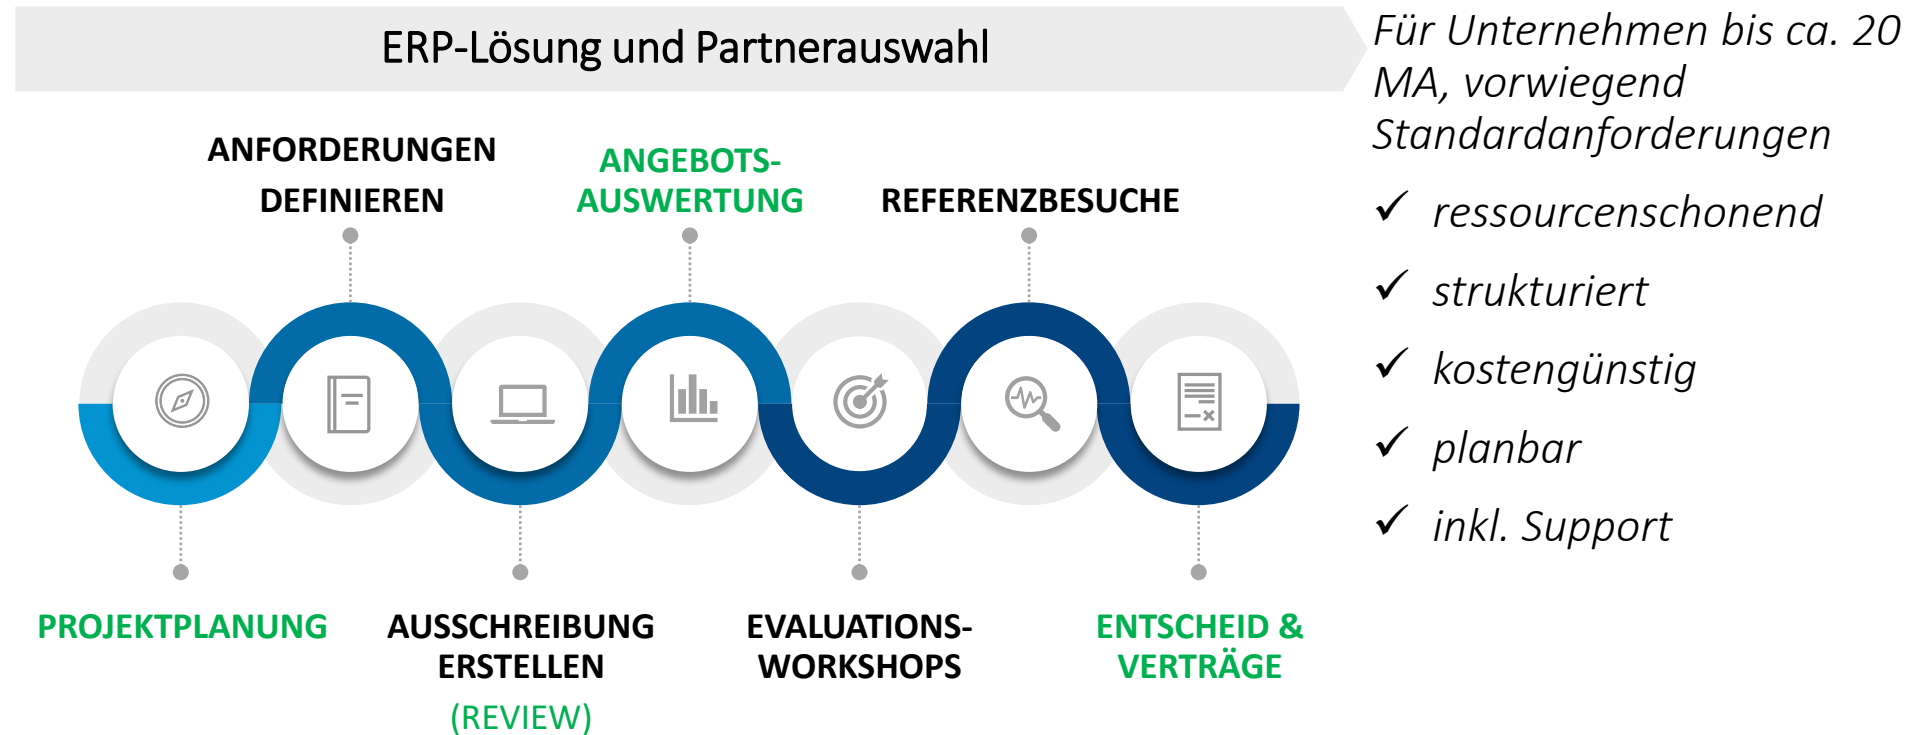 ERP-Lösung und Partnerauswahl
ANFORDERUNGEN
DEFINIEREN
ANGEBOTS-
AUSWERTUNG
REFERENZBESUCHE
PROJEKTPLANUNG
AUSSCHREIBUNG
ERSTELLEN
(REVIEW)
EVALUATIONS-
WORKSHOPS
ENTSCHEID &
VERTRÄGE
Für Unternehmen bis ca. 20
MA, vorwiegend
Standardanforderungen
✓ ressourcenschonend
✓ strukturiert
✓ kostengünstig
✓ planbar
✓ inkl. Support